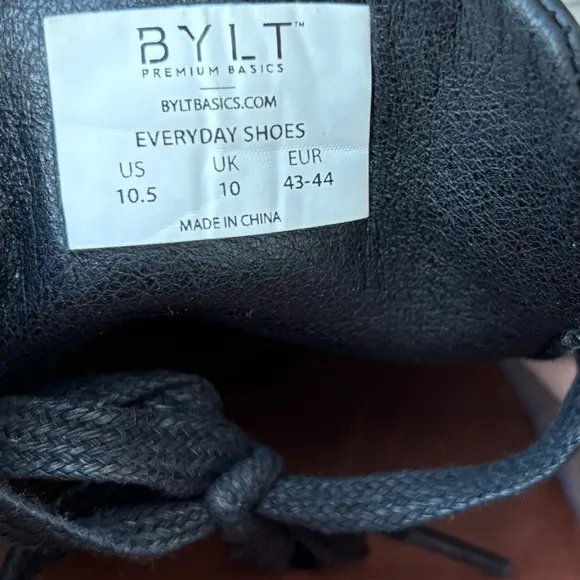 BYLT™
PREMIUM BASICS
BYLTBASICS.COM
EVERYDAY SHOES
US UK EUR
10.5 10 43-44
MADE IN CHINA